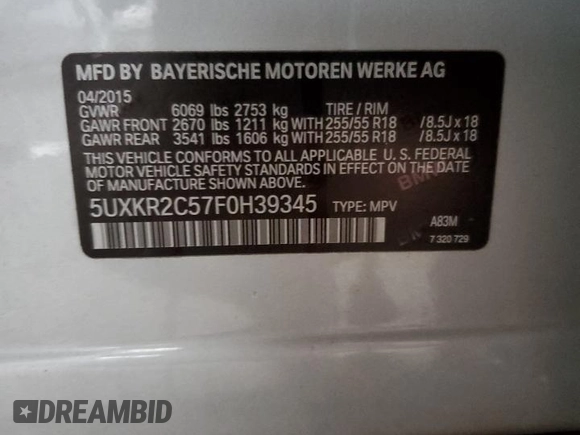 MFD BY BAYERISCHE MOTOREN WERKE AG
04/2015
GVWR 6069 lbs 2753 kg TIRE / RIM
GAWR FRONT 2670 lbs 1211 kg WITH 255/55 R18 /8.5J x 18
GAWR REAR 3541 lbs 1606 kg WITH 255/55 R18 /8.5J x 18
THIS VEHICLE CONFORMS TO ALL APPLICABLE U. S. FEDERAL
MOTOR VEHICLE SAFETY STANDARDS IN EFFECT ON THE DATE
OF MANUFACTURE SHOWN ABOVE.
5UXKR2C57F0H39345 TYPE: MPV
A83M
7 320 729
DREAMBID